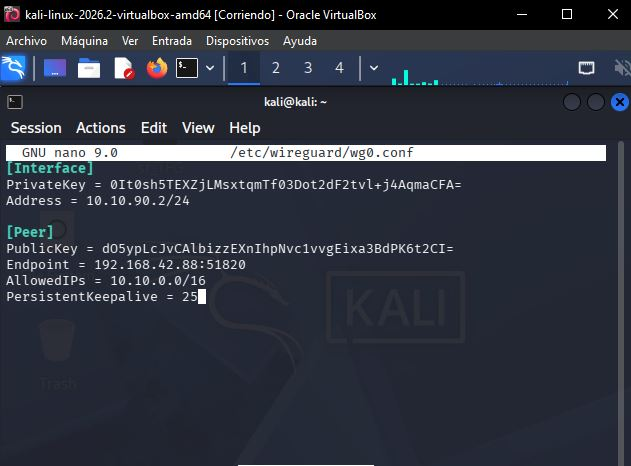 kali-linux-2026.2-virtualbox-amd64 [Corriendo] - Oracle VirtualBox
Archivo Máquina Ver Entrada Dispositivos Ayuda
1 2 3 4
kali@kali: ~
Session Actions Edit View Help
GNU nano 9.0 /etc/wireguard/wg0.conf
[Interface]
PrivateKey = 0It0sh5TEXZjLMsxtqmTf03Dot2dF2tvl+j4AqmaCFA=
Address = 10.10.90.2/24
[Peer]
PublicKey = dO5ypLcJvCAlbizzEXnIhpNvc1vvgEixa3BdPK6t2CI=
Endpoint = 192.168.42.88:51820
AllowedIPs = 10.10.0.0/16
PersistentKeepalive = 25
KALI
Trash